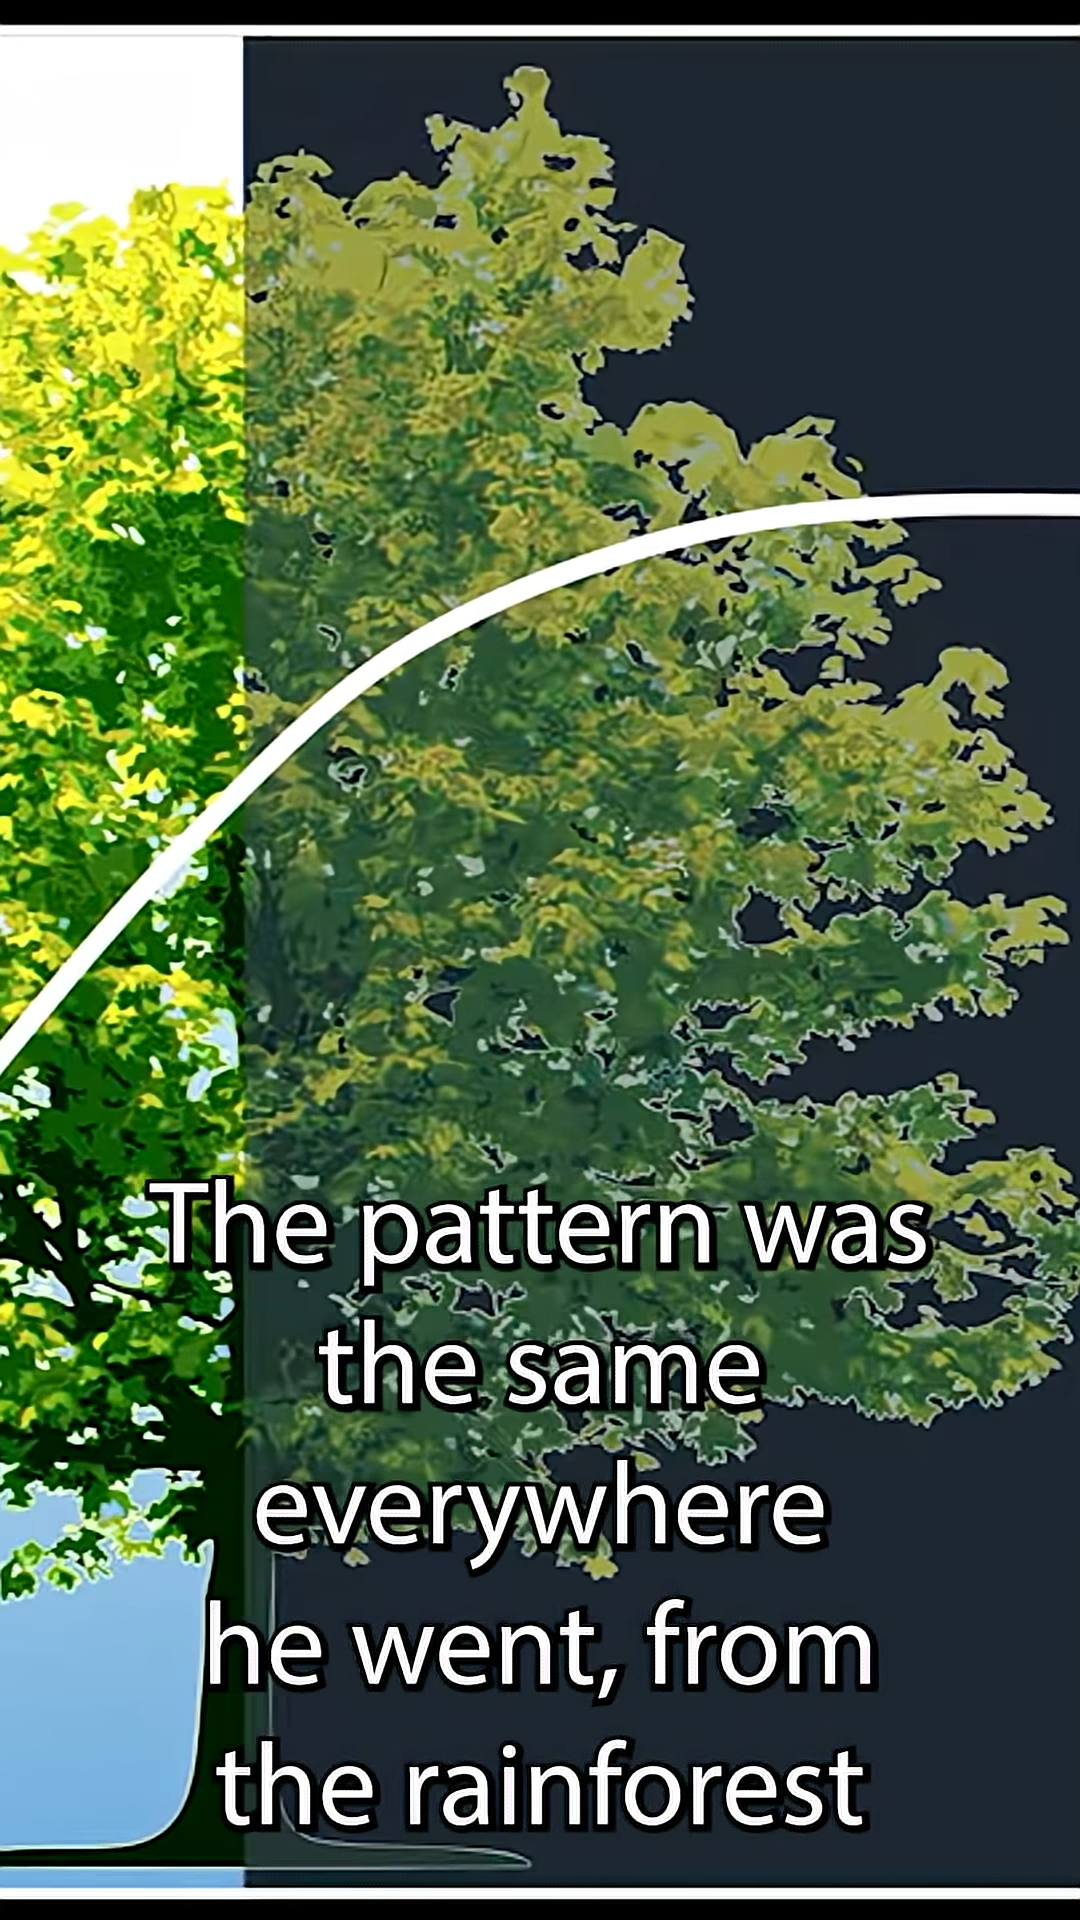 The pattern was
the same
everywhere
he went, from
the rainforest